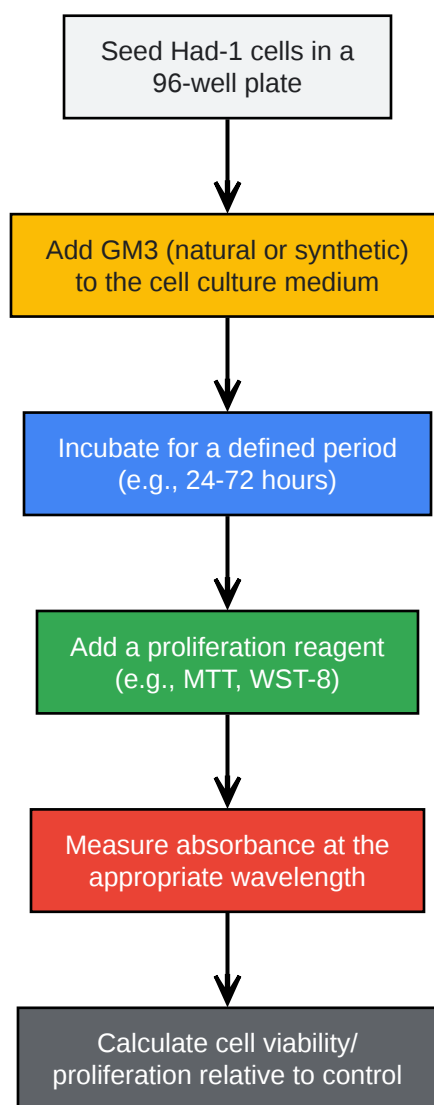 Seed Had-1 cells in a
96-well plate
Add GM3 (natural or synthetic)
to the cell culture medium
Incubate for a defined period
(e.g., 24-72 hours)
Add a proliferation reagent
(e.g., MTT, WST-8)
Measure absorbance at the
appropriate wavelength
Calculate cell viability/
proliferation relative to control